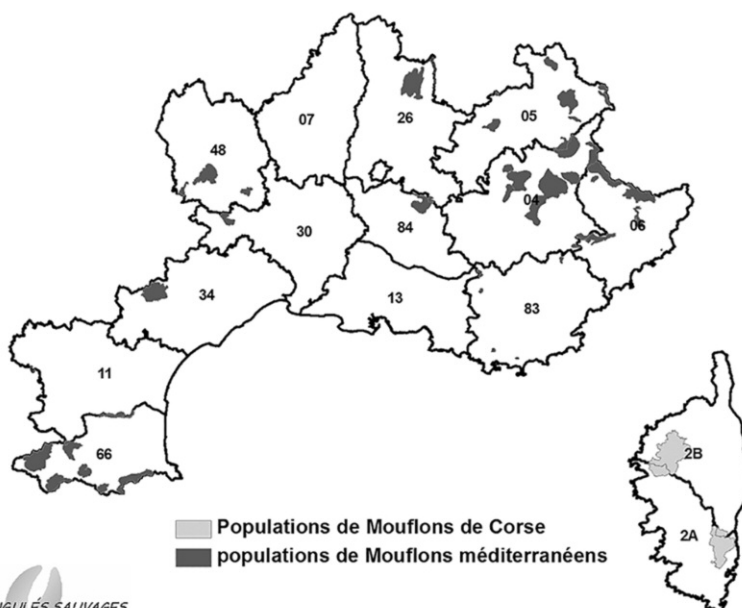 07
26
05
48
04
06
30
84
34
13
83
11
66
2B
2A
Populations de Mouflons de Corse
populations de Mouflons méditerranéens
SAUVAGES